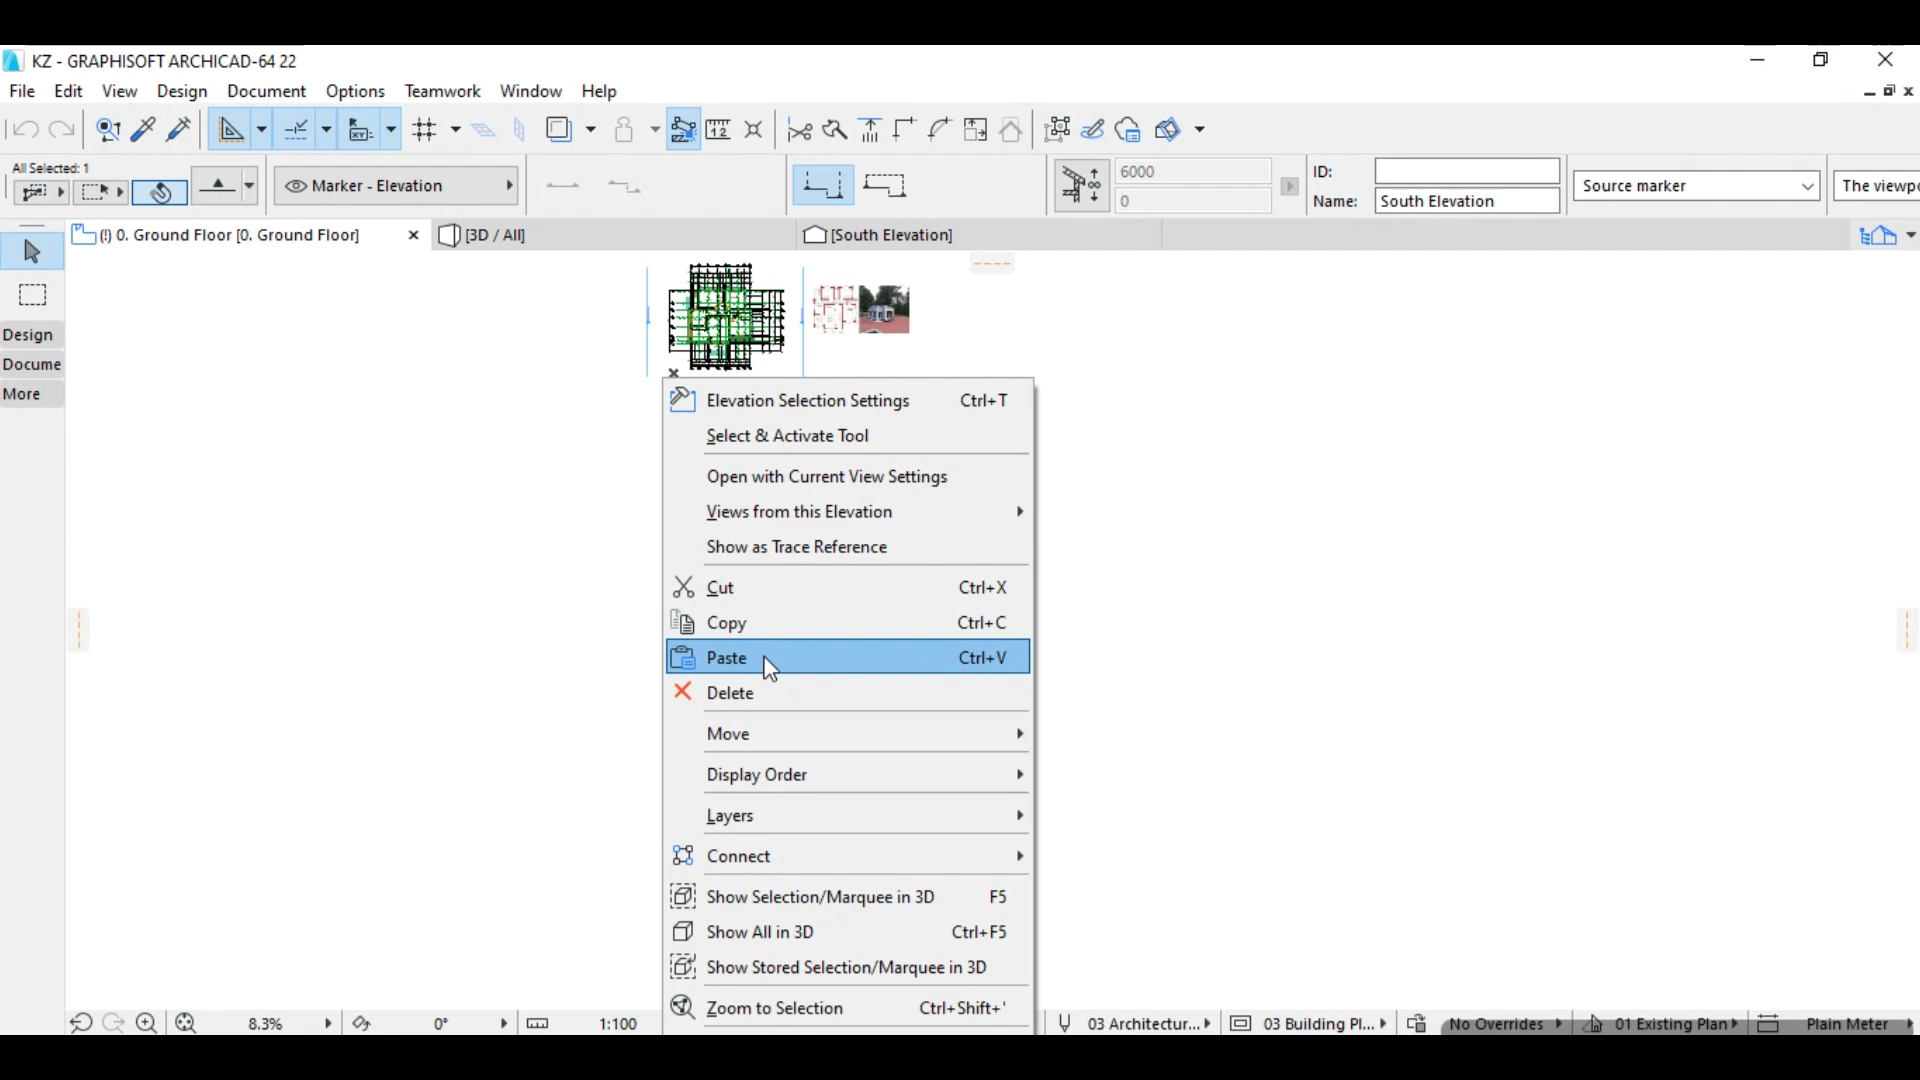 KZ - GRAPHISOFT ARCHICAD-64 22
File Edit View Design Document Options Teamwork Window Help
All Selected: 1
Marker - Elevation
6000
0
ID:
Name: South Elevation
Source marker
The viewpo
(!) 0. Ground Floor [0. Ground Floor]
[3D / All]
[South Elevation]
Design
Docume
More
Elevation Selection Settings Ctrl+T
Select & Activate Tool
Open with Current View Settings
Views from this Elevation
Show as Trace Reference
Cut Ctrl+X
Copy Ctrl+C
Paste Ctrl+V
Delete
Move
Display Order
Layers
Connect
Show Selection/Marquee in 3D F5
Show All in 3D Ctrl+F5
Show Stored Selection/Marquee in 3D
Zoom to Selection Ctrl+Shift+'
8.3% 0° 1:100 03 Architectur... 03 Building Pl... No Overrides 01 Existing Plan Plain Meter